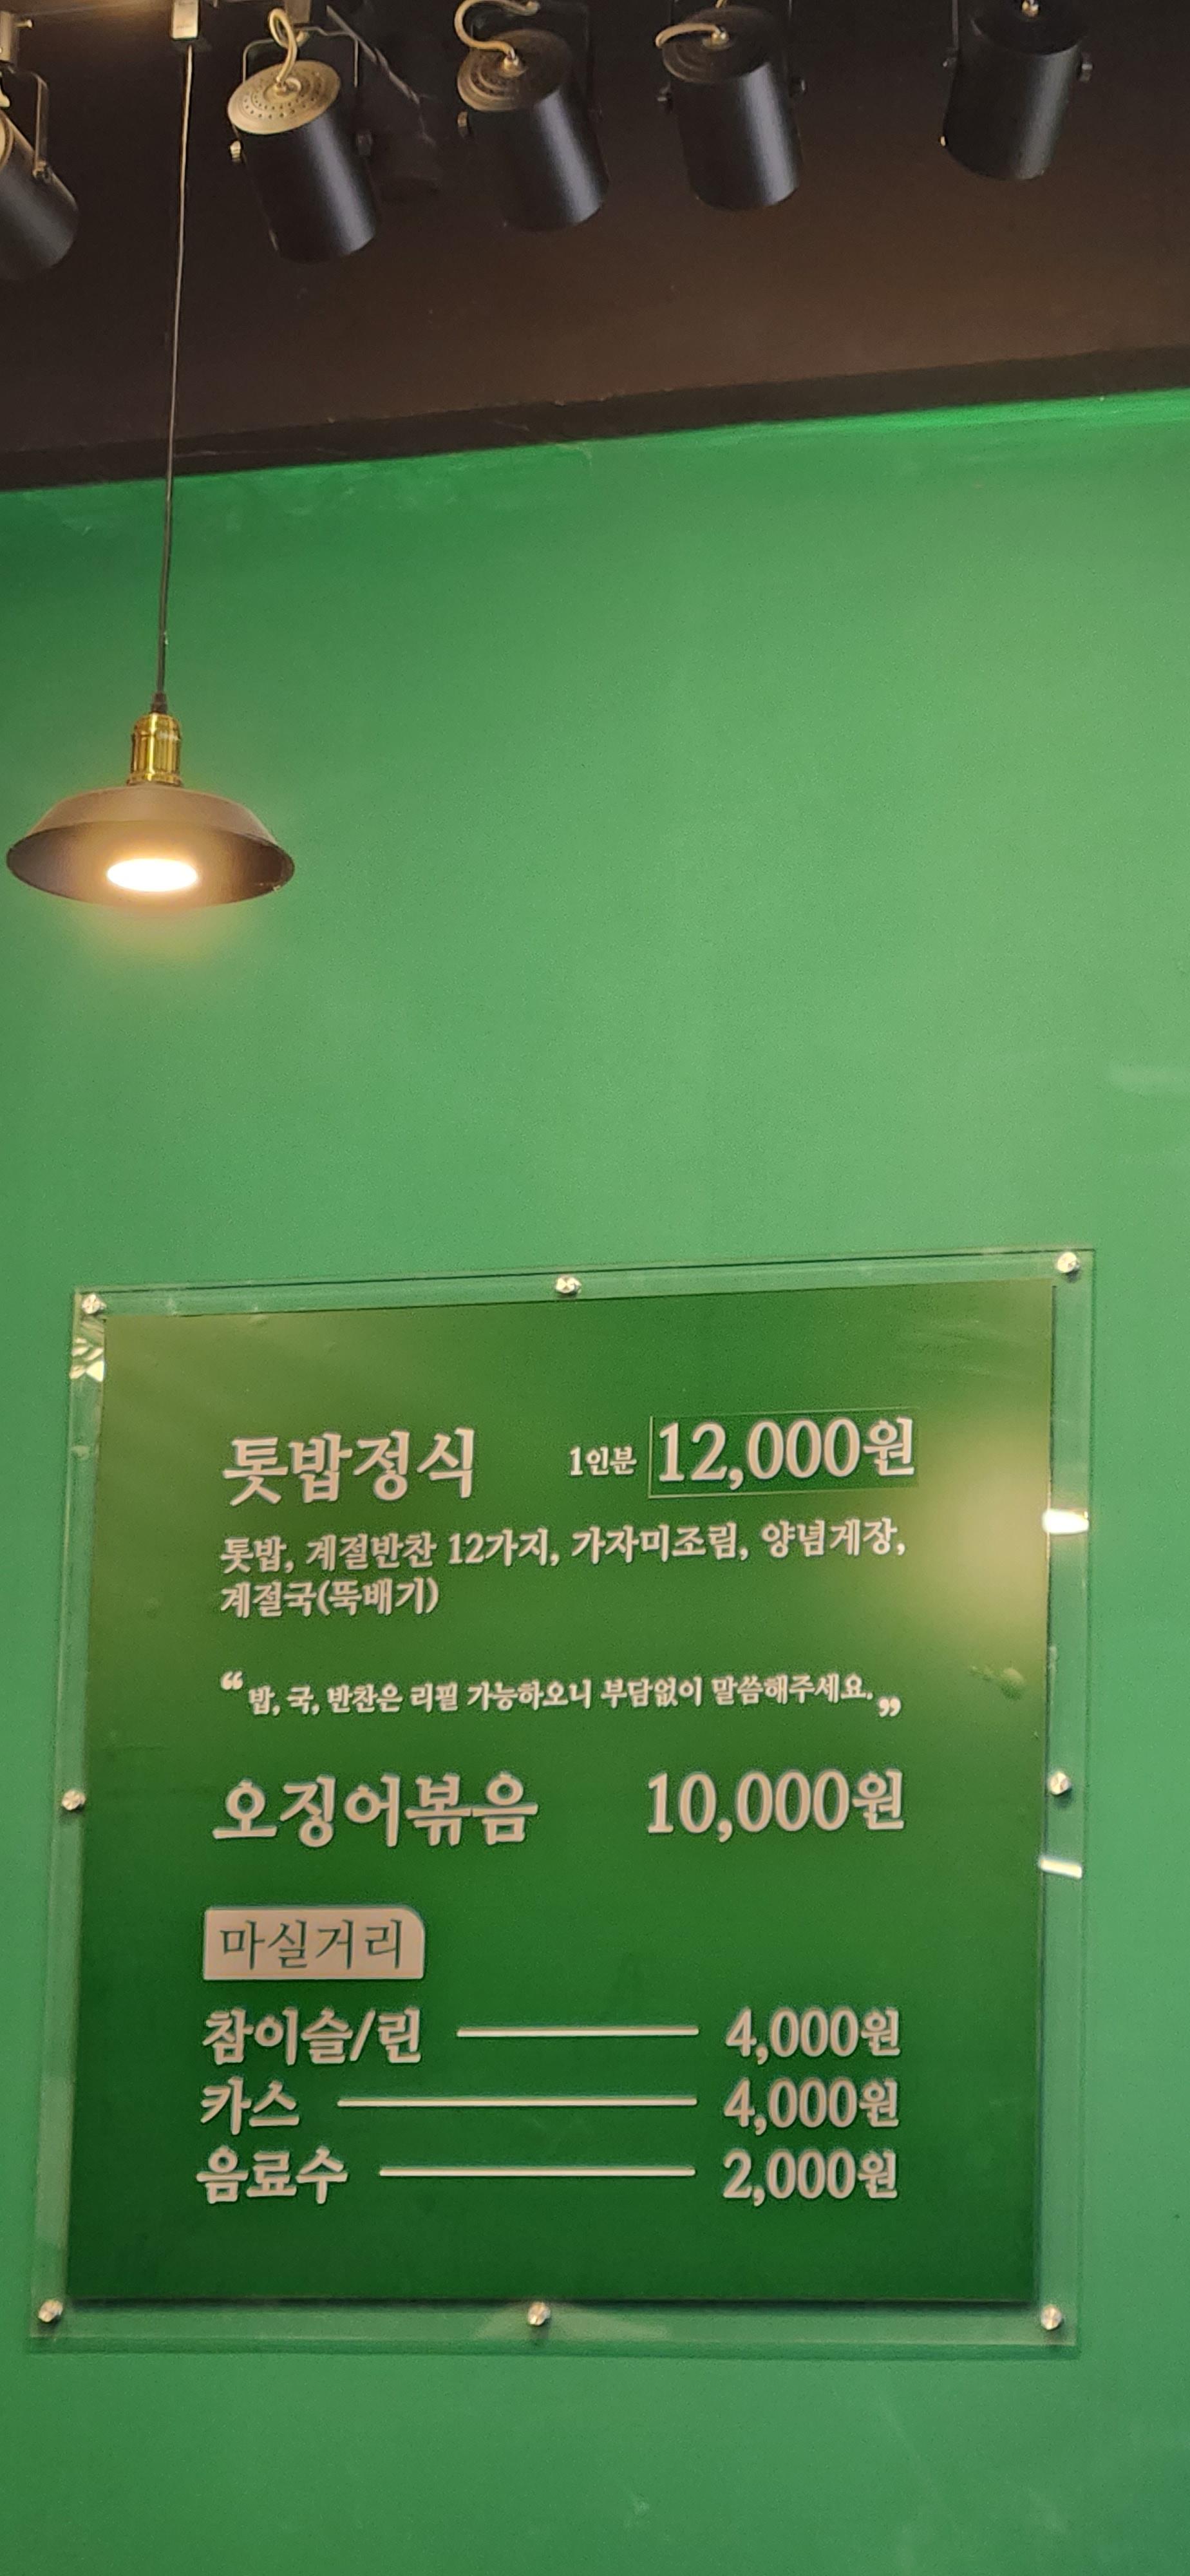 톳밥정식 1인분 12,000원
톳밥, 계절반찬 12가지, 가자미조림, 양념게장,
계절국(뚝배기)
“밥, 국, 반찬은 리필 가능하오니 부담없이 말씀해주세요.”
오징어볶음 10,000원
마실거리
참이슬/린 4,000원
카스 4,000원
음료수 2,000원